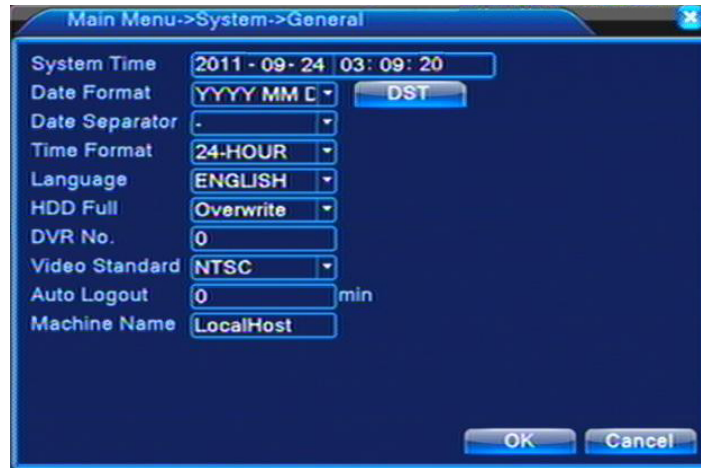 Main Menu->System->General
System Time 2011 - 09 - 24 03: 09: 20
Date Format YYYY MM D DST
Date Separator -
Time Format 24-HOUR
Language ENGLISH
HDD Full Overwrite
DVR No. 0
Video Standard NTSC
Auto Logout 0 min
Machine Name LocalHost
OK Cancel